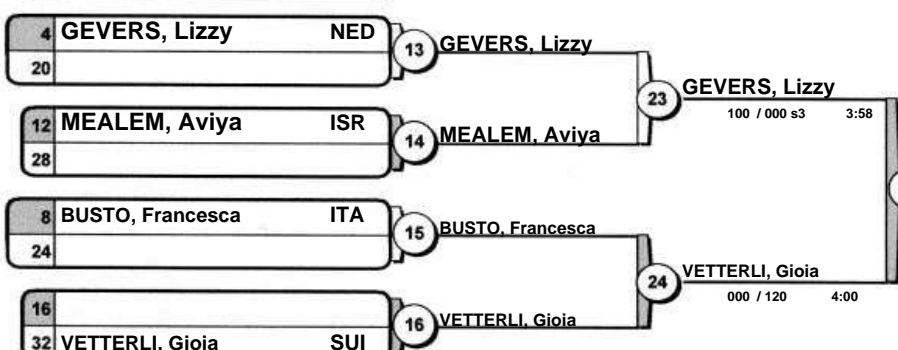 4 GEVERS, Lizzy NED
20
13 GEVERS, Lizzy
12 MEALEM, Aviya ISR
28
14 MEALEM, Aviya
23 GEVERS, Lizzy
100 / 000 s3 3:58
8 BUSTO, Francesca ITA
24
15 BUSTO, Francesca
16
32 VETTERLI, Gioia SUI
16 VETTERLI, Gioia
24 VETTERLI, Gioia
000 / 120 4:00